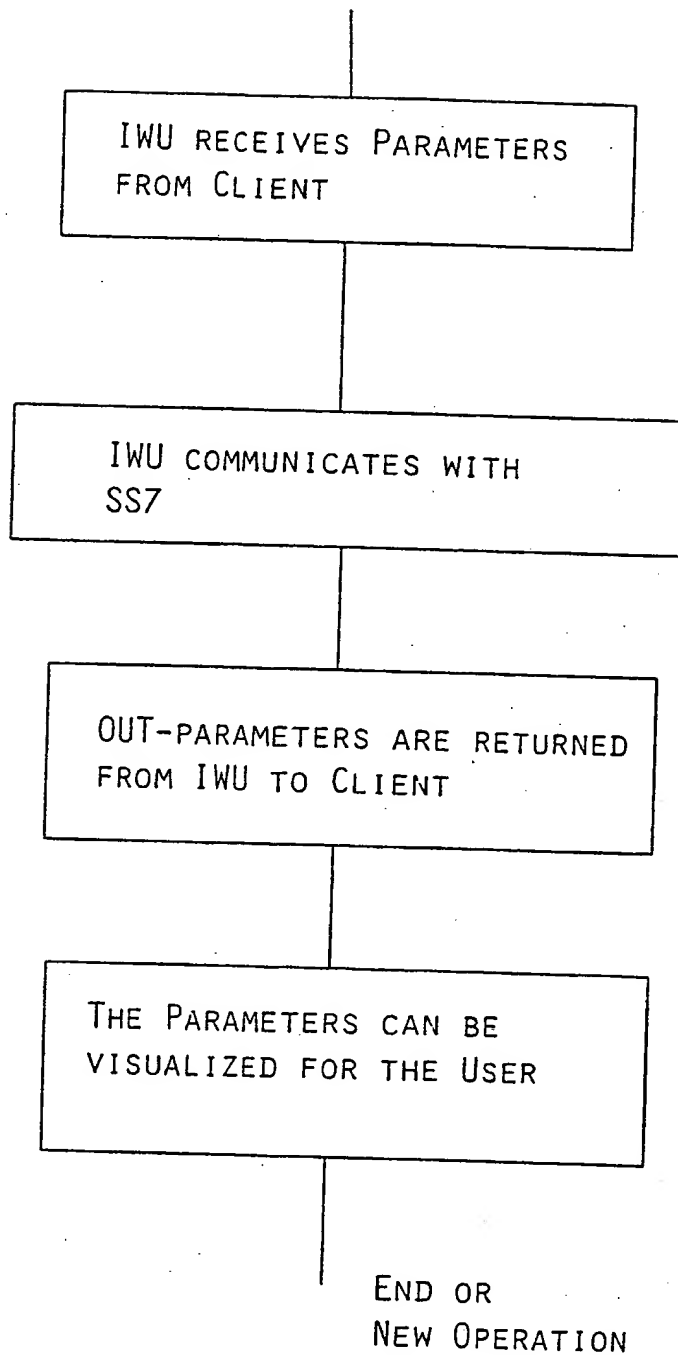 IWU RECEIVES PARAMETERS
FROM CLIENT
IWU COMMUNICATES WITH
SS7
OUT-PARAMETERS ARE RETURNED
FROM IWU TO CLIENT
THE PARAMETERS CAN BE
VISUALIZED FOR THE USER
END OR
NEW OPERATION